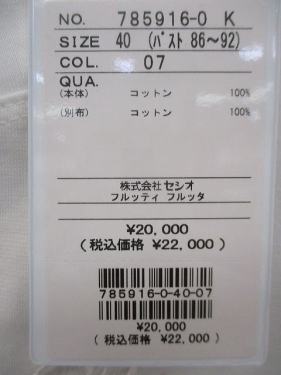 NO. 785916-0 K
SIZE 40 (バスト 86～92)
COL. 07
QUA.
(本体) コットン 100%
(別布) コットン 100%
株式会社セシオ
フルッティ フルッタ
¥20,000
(税込価格 ¥22,000)
785916-0-40-07
¥20,000
(税込価格 ¥22,000)